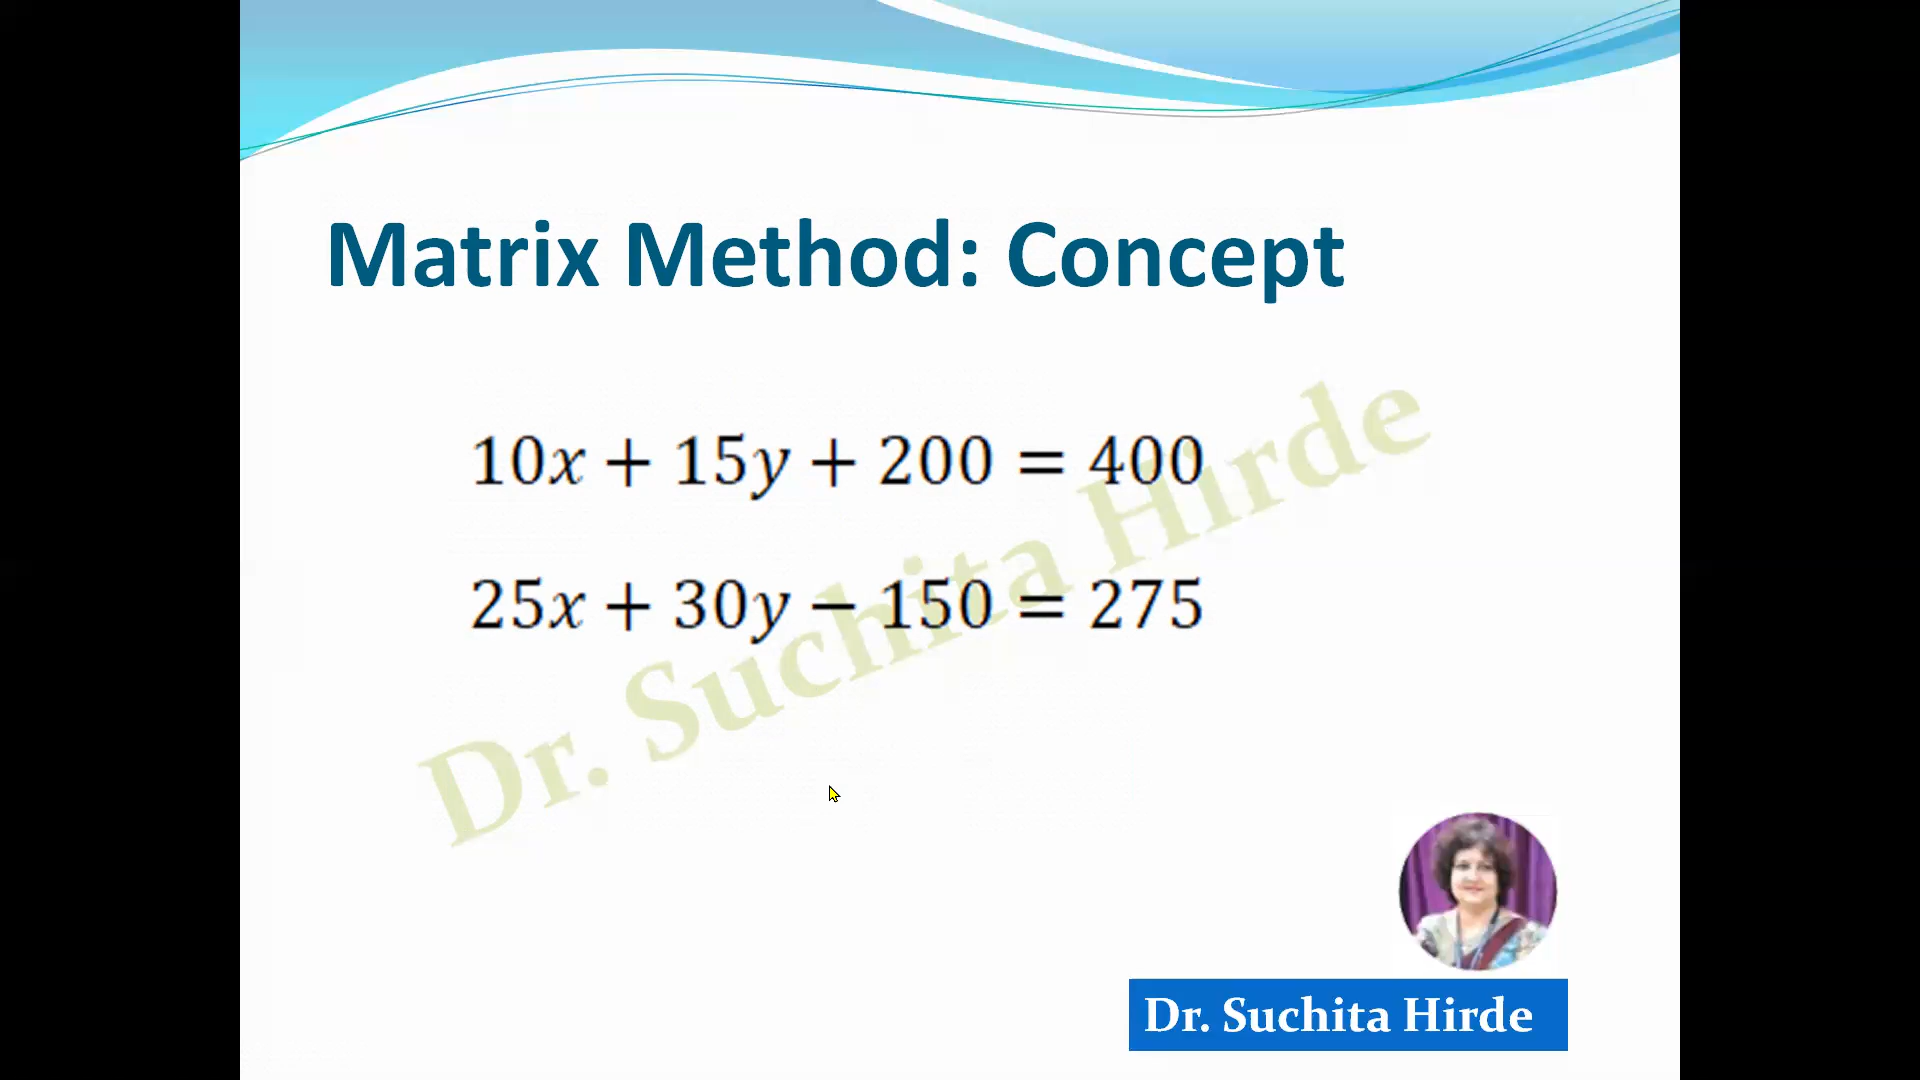 Matrix Method: Concept
10x + 15y + 200 = 400
25x + 30y − 150 = 275
Dr. Suchita Hirde
Dr. Suchita Hirde